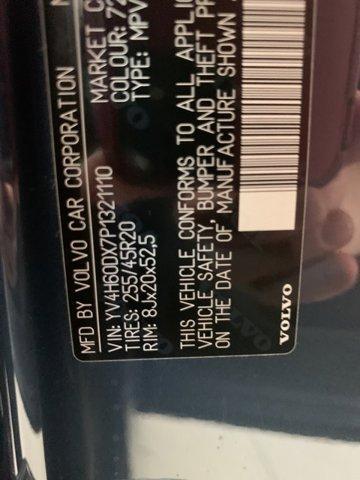 MFD BY VOLVO CAR CORPORATION
VIN: YV4H60DX7P1321110 MARKET C
TIRES: 255/45R20 COLOUR: 72
RIM: 8Jx20x52,5 TYPE: MPV
THIS VEHICLE CONFORMS TO ALL APPLIC
VEHICLE SAFETY, BUMPER AND THEFT PR
ON THE DATE OF MANUFACTURE SHOWN
VOLVO